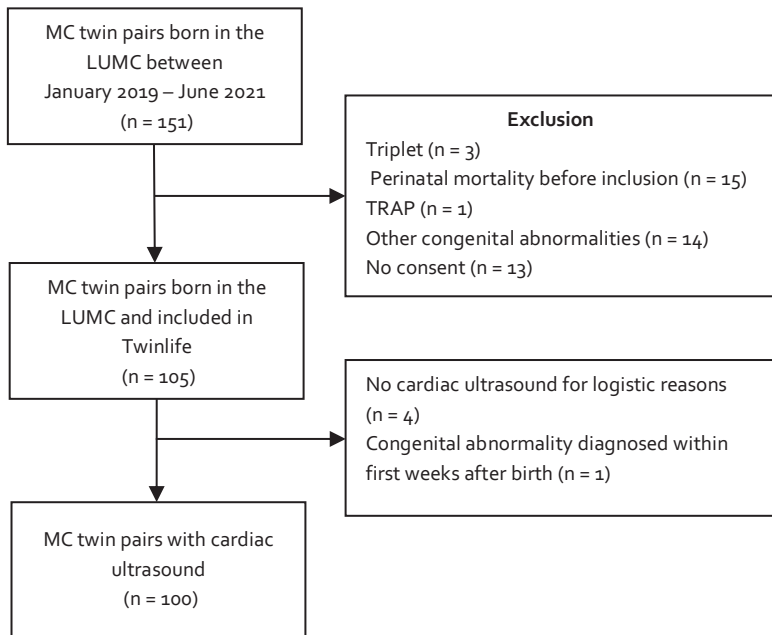 MC twin pairs born in the
LUMC between
January 2019 – June 2021
(n = 151)
Exclusion
Triplet (n = 3)
Perinatal mortality before inclusion (n = 15)
TRAP (n = 1)
Other congenital abnormalities (n = 14)
No consent (n = 13)
MC twin pairs born in the
LUMC and included in
Twinlife
(n = 105)
No cardiac ultrasound for logistic reasons
(n = 4)
Congenital abnormality diagnosed within
first weeks after birth (n = 1)
MC twin pairs with cardiac
ultrasound
(n = 100)